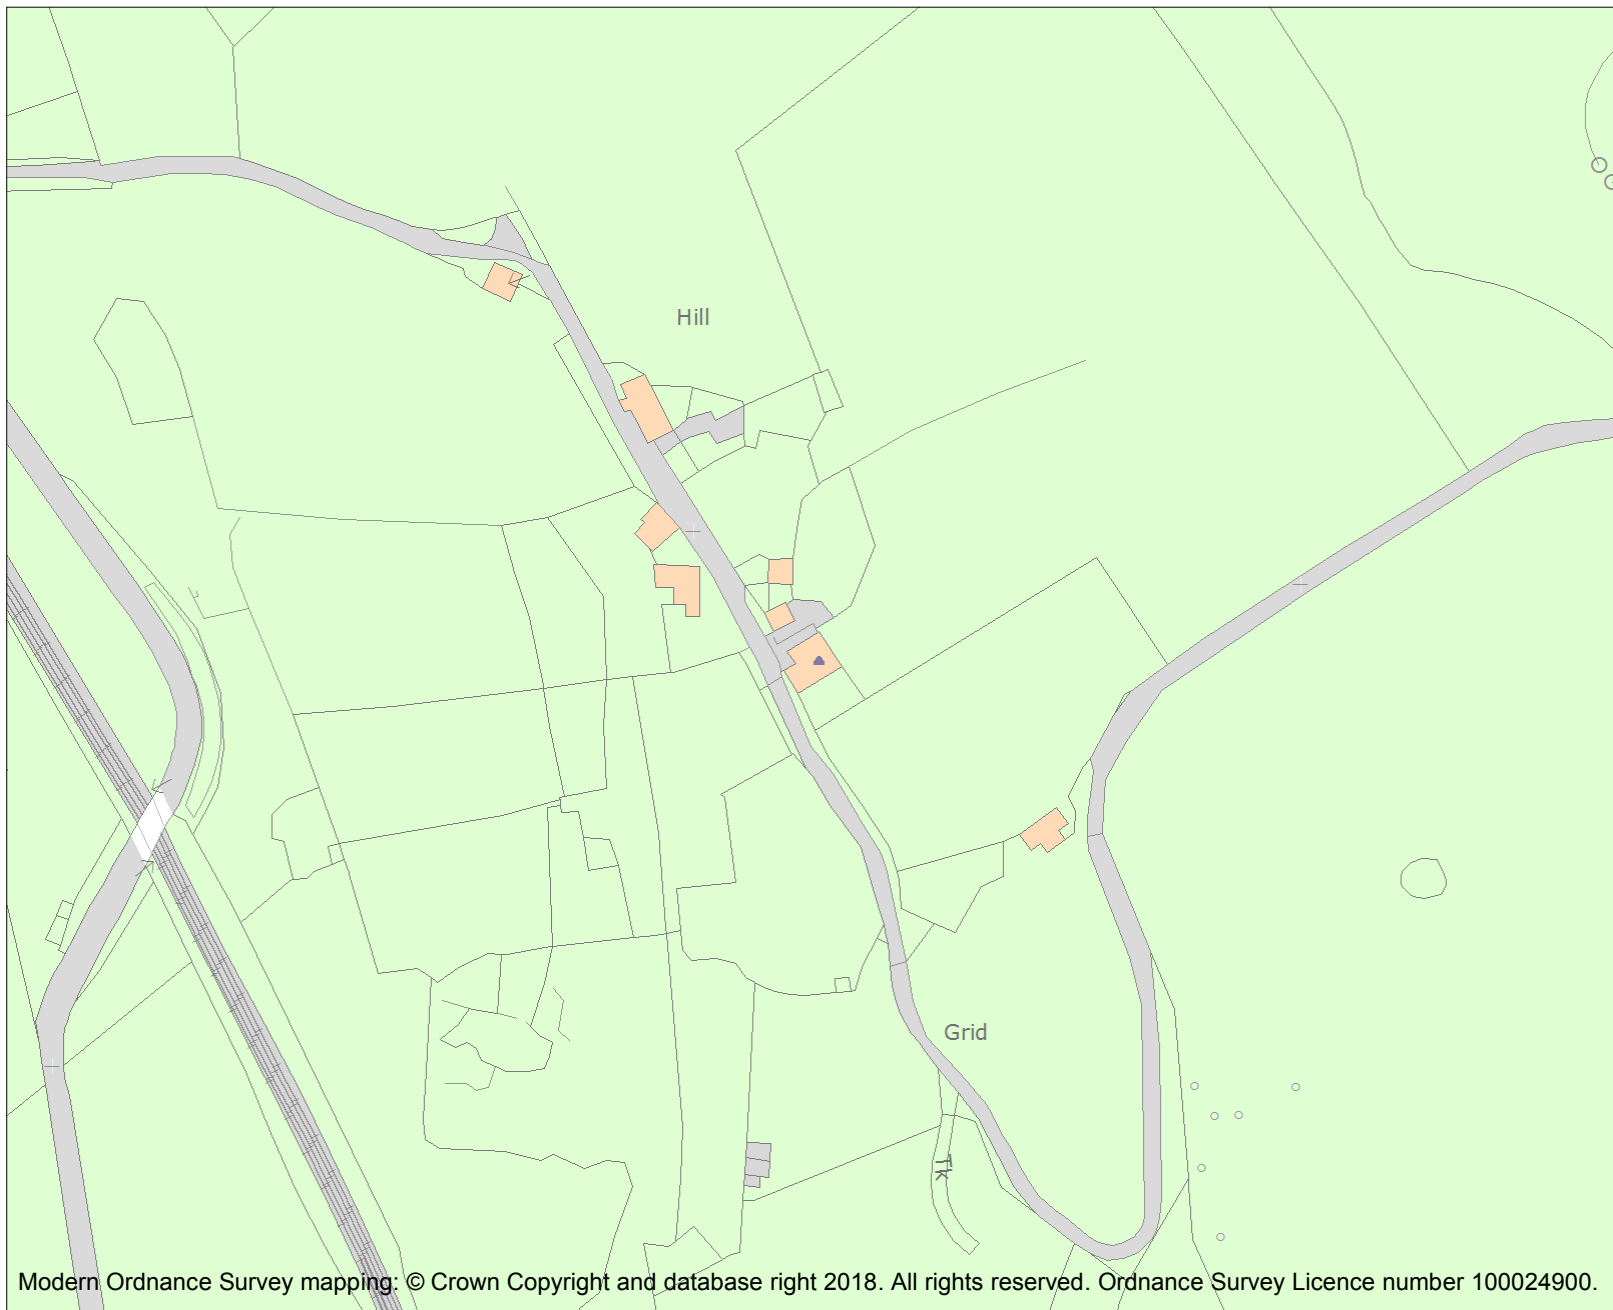 Hill
Grid
Tk
Modern Ordnance Survey mapping: © Crown Copyright and database right 2018. All rights reserved. Ordnance Survey Licence number 100024900.